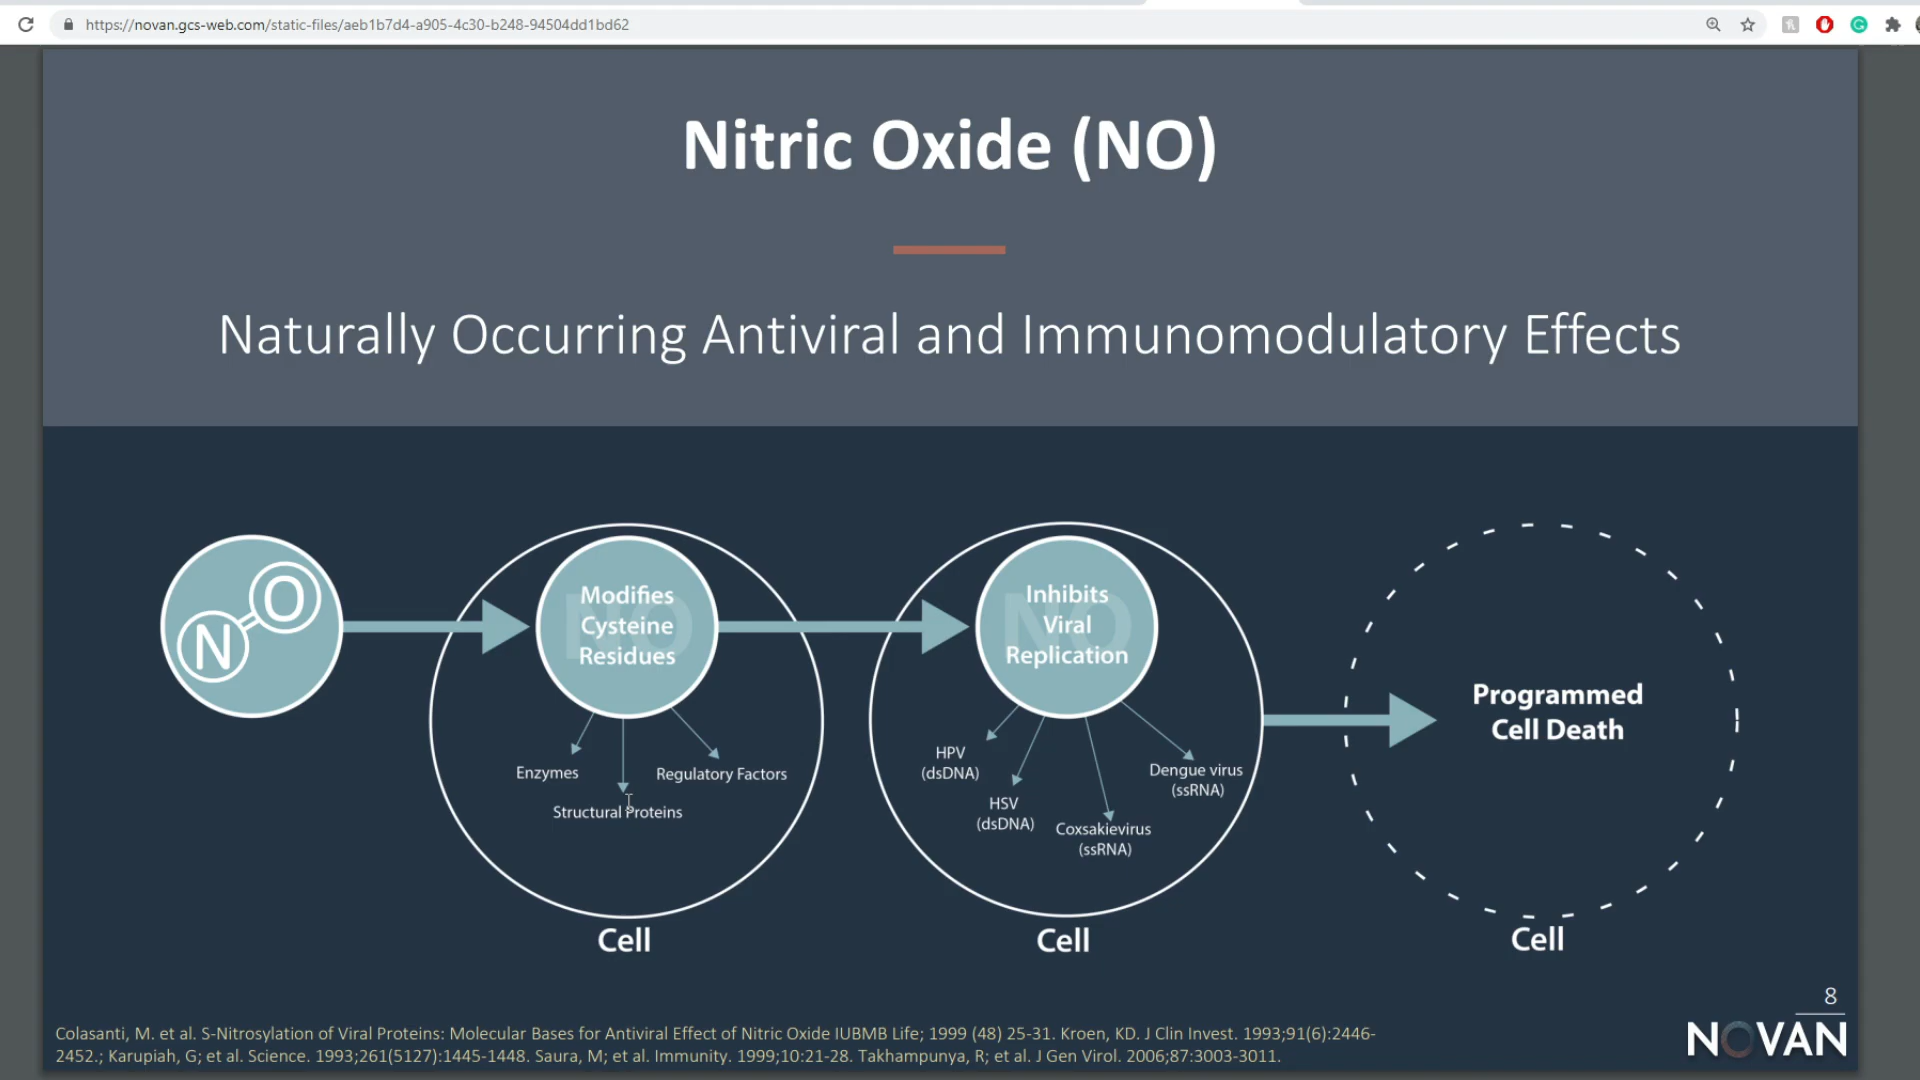 https://novan.gcs-web.com/static-files/aeb1b7d4-a905-4c30-b248-94504dd1bd62
Nitric Oxide (NO)
Naturally Occurring Antiviral and Immunomodulatory Effects
N O
Modifies
Cysteine
Residues
Enzymes
Regulatory Factors
Structural Proteins
Cell
Inhibits
Viral
Replication
HPV
(dsDNA)
HSV
(dsDNA)
Coxsakievirus
(ssRNA)
Dengue virus
(ssRNA)
Cell
Programmed
Cell Death
Cell
8
Colasanti, M. et al. S-Nitrosylation of Viral Proteins: Molecular Bases for Antiviral Effect of Nitric Oxide IUBMB Life; 1999 (48) 25-31. Kroen, KD. J Clin Invest. 1993;91(6):2446-
2452.; Karupiah, G; et al. Science. 1993;261(5127):1445-1448. Saura, M; et al. Immunity. 1999;10:21-28. Takhampunya, R; et al. J Gen Virol. 2006;87:3003-3011.
NOVAN